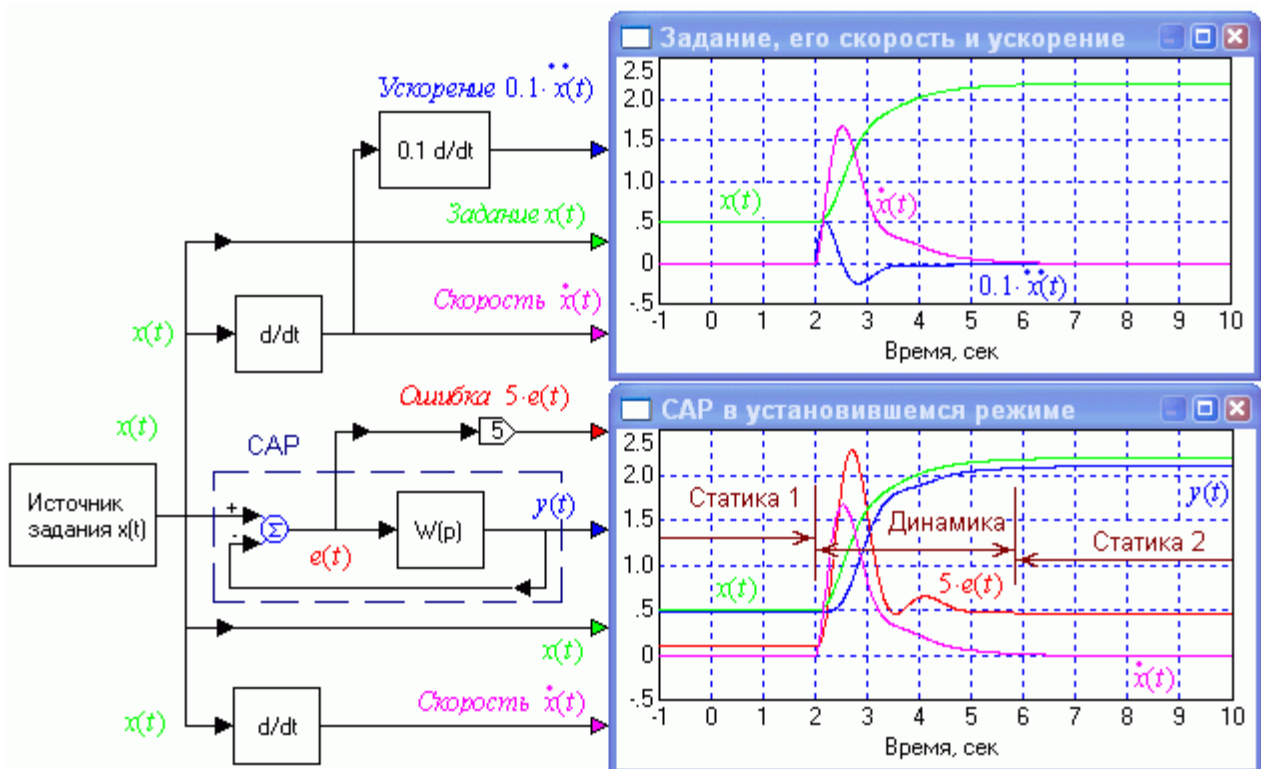 Ускорение 0.1·ẍ(t)
0.1 d/dt
Задание x(t)
Скорость ẋ(t)
x(t)
d/dt
x(t)
Ошибка 5·e(t)
5
САР
Источник
задания x(t)
+
-
Σ
W(p)
y(t)
e(t)
x(t)
x(t)
d/dt
Скорость ẋ(t)
Задание, его скорость и ускорение
2.5
2.0
1.5
1.0
.5
0
-.5
x(t)
ẋ(t)
0.1·ẍ(t)
-1 0 1 2 3 4 5 6 7 8 9 10
Время, сек
САР в установившемся режиме
2.5
2.0
1.5
1.0
.5
0
-.5
Статика 1
Динамика
Статика 2
y(t)
x(t)
5·e(t)
ẋ(t)
-1 0 1 2 3 4 5 6 7 8 9 10
Время, сек